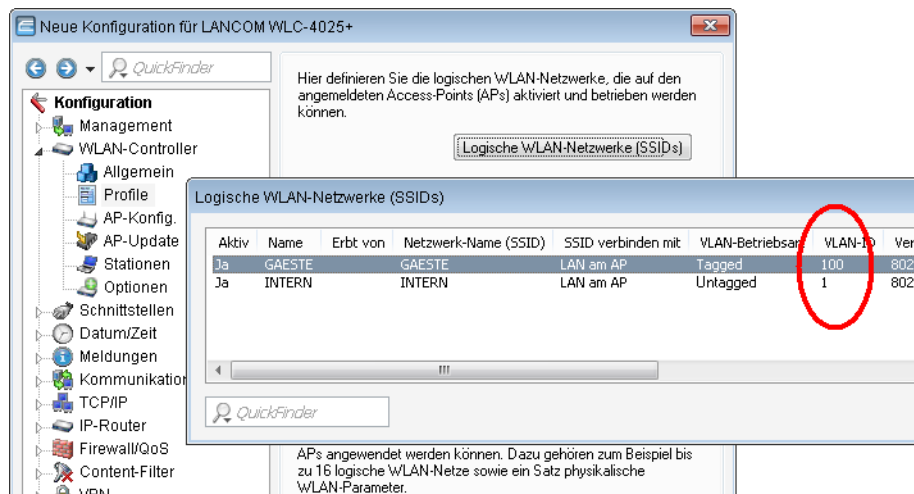 Neue Konfiguration für LANCOM WLC-4025+
QuickFinder
Konfiguration
Management
WLAN-Controller
Allgemein
Profile
AP-Konfig.
AP-Update
Stationen
Optionen
Schnittstellen
Datum/Zeit
Meldungen
Kommunikation
TCP/IP
IP-Router
Firewall/QoS
Content-Filter
VPN
Hier definieren Sie die logischen WLAN-Netzwerke, die auf den
angemeldeten Access-Points (APs) aktiviert und betrieben werden
können.
Logische WLAN-Netzwerke (SSIDs)
Logische WLAN-Netzwerke (SSIDs)
Aktiv Name Erbt von Netzwerk-Name (SSID) SSID verbinden mit VLAN-Betriebsart VLAN-ID Ver
Ja GAESTE GAESTE LAN am AP Tagged 100 802
Ja INTERN INTERN LAN am AP Untagged 1 802
QuickFinder
APs angewendet werden können. Dazu gehören zum Beispiel bis
zu 16 logische WLAN-Netze sowie ein Satz physikalische
WLAN-Parameter.